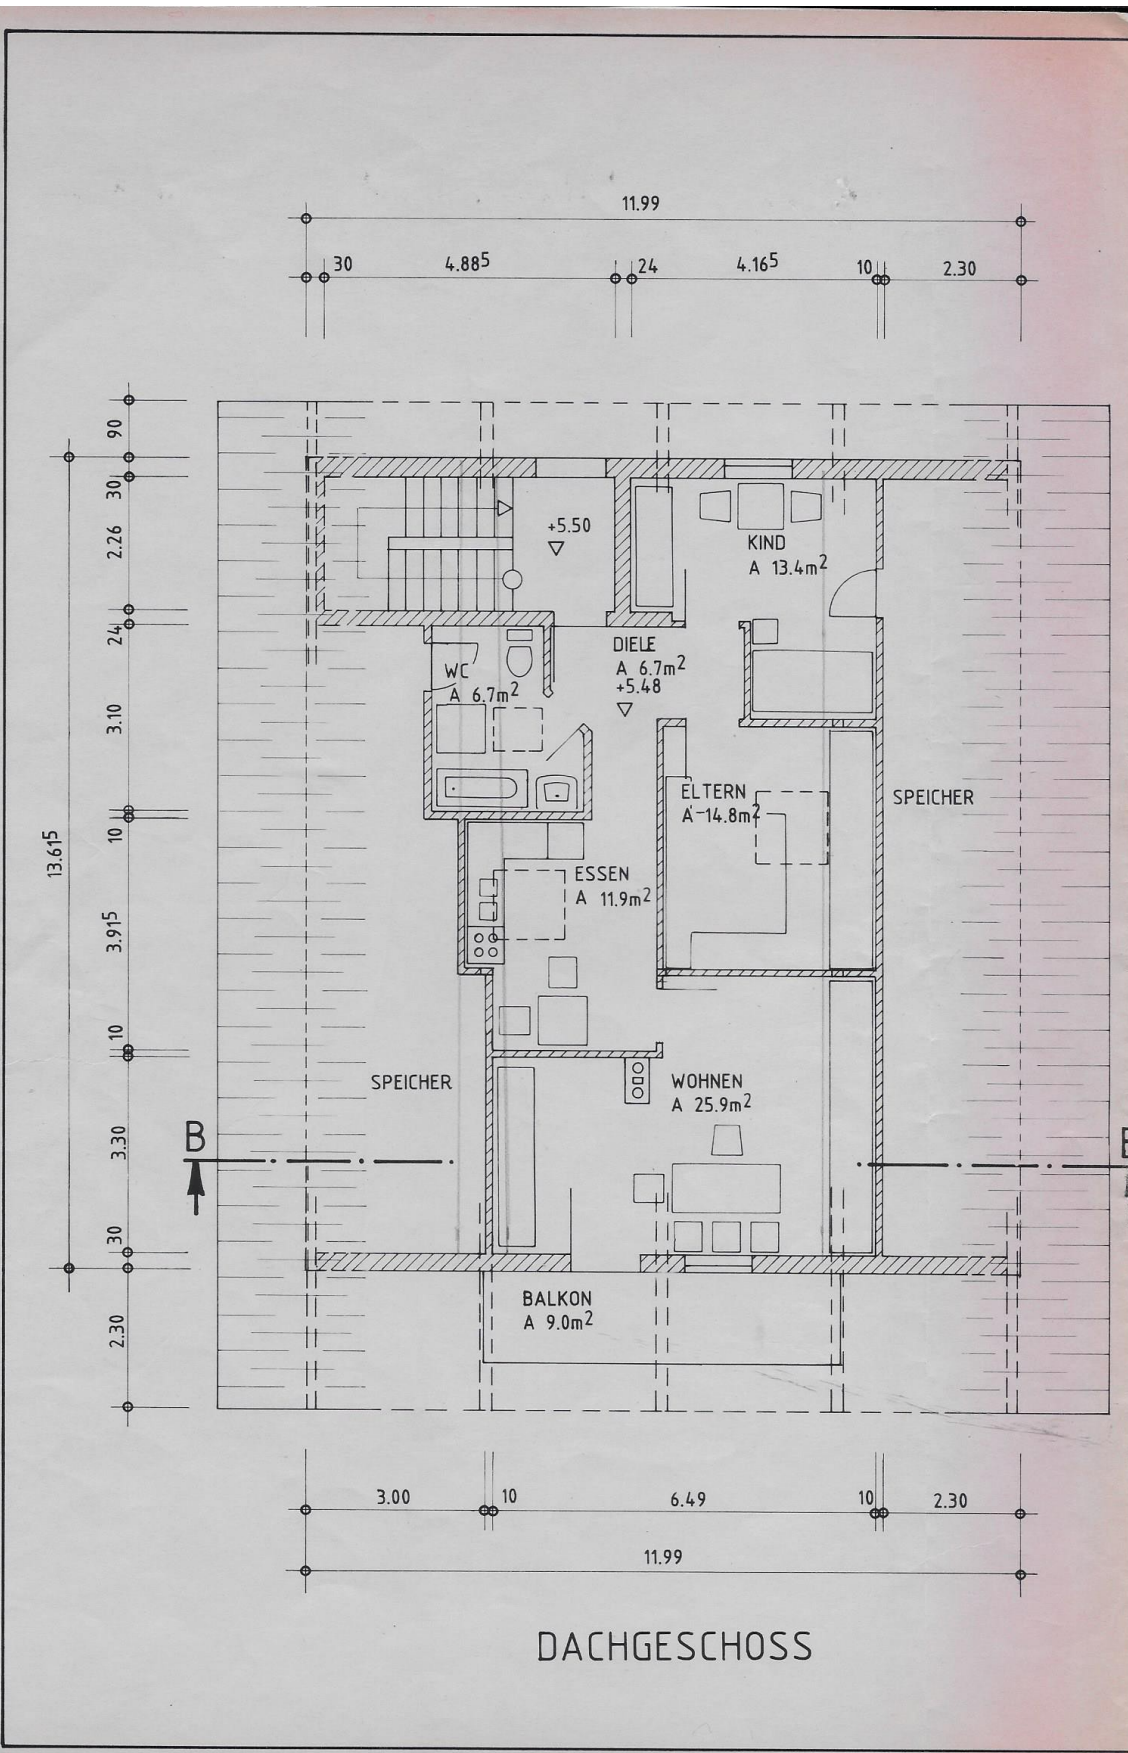 11.99
30 4.88⁵ 24 4.16⁵ 10 2.30
90
30
2.26
24
3.10
10
3.91⁵
10
3.30
30
2.30
13.61⁵
+5.50
KIND
A 13.4m²
DIELE
A 6.7m²
+5.48
WC
A 6.7m²
ELTERN
A 14.8m²
SPEICHER
ESSEN
A 11.9m²
SPEICHER
WOHNEN
A 25.9m²
B
BALKON
A 9.0m²
3.00 10 6.49 10 2.30
11.99
DACHGESCHOSS